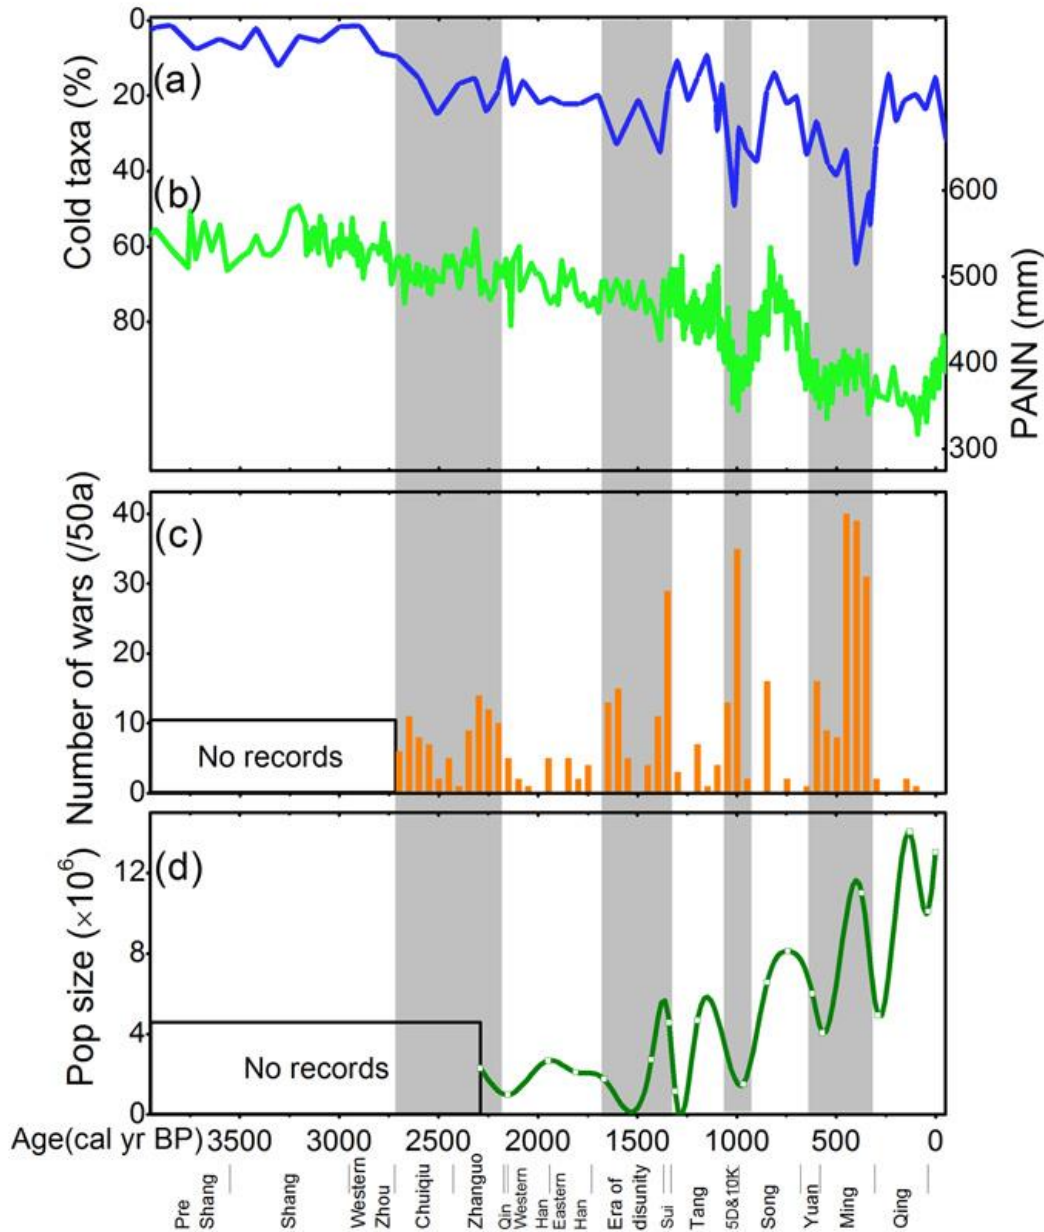 0
20
40
60
80
Cold taxa (%)
(a)
(b)
600
500
400
300
PANN (mm)
40
30
20
10
0
Number of wars (/50a)
(c)
No records
12
8
4
0
Pop size (×10⁶)
(d)
No records
Age(cal yr BP) 3500 3000 2500 2000 1500 1000 500 0
Pre
Shang
Shang
Western
Zhou
Chuiqiu
Zhanguo
Qin
Western
Han
Eastern
Han
Era of
disunity
Sui
Tang
5D&10K
Song
Yuan
Ming
Qing